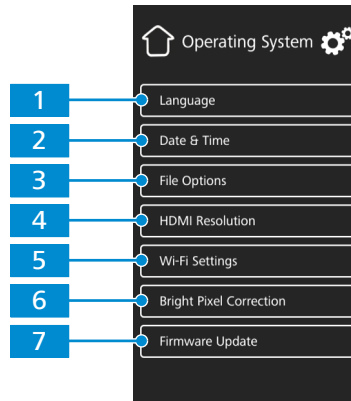 Operating System
1 Language
2 Date & Time
3 File Options
4 HDMI Resolution
5 Wi-Fi Settings
6 Bright Pixel Correction
7 Firmware Update